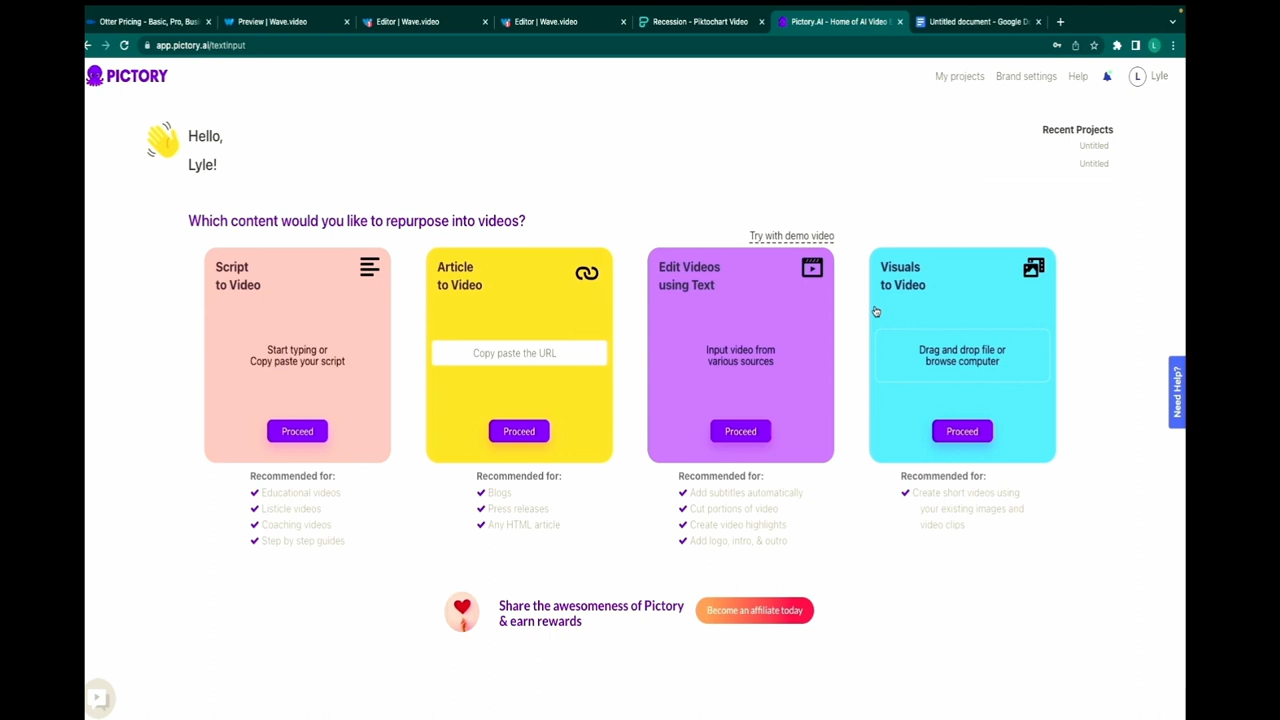 Otter Pricing - Basic, Pro, Busi
Preview | Wave.video
Editor | Wave.video
Editor | Wave.video
Recession - Piktochart Video
Pictory.AI - Home of AI Video
Untitled document - Google D
app.pictory.ai/textinput
L
PICTORY
My projects
Brand settings
Help
L
Lyle
Hello,
Lyle!
Recent Projects
Untitled
Untitled
Which content would you like to repurpose into videos?
Try with demo video
Script
to Video
Start typing or
Copy paste your script
Proceed
Article
to Video
Copy paste the URL
Proceed
Edit Videos
using Text
Input video from
various sources
Proceed
Visuals
to Video
Drag and drop file or
browse computer
Proceed
Need Help?
Recommended for:
Educational videos
Listicle videos
Coaching videos
Step by step guides
Recommended for:
Blogs
Press releases
Any HTML article
Recommended for:
Add subtitles automatically
Cut portions of video
Create video highlights
Add logo, intro, & outro
Recommended for:
Create short videos using
your existing images and
video clips
Share the awesomeness of Pictory
& earn rewards
Become an affiliate today